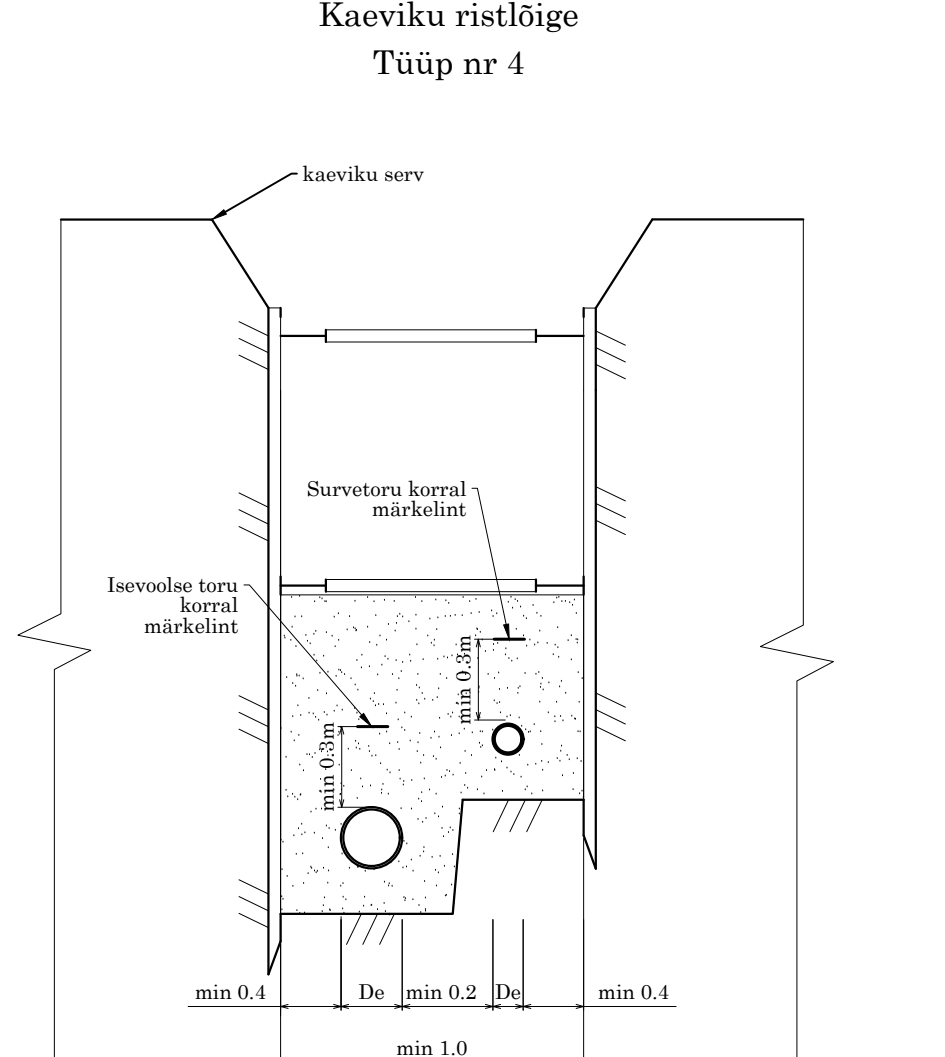 Kaeviku ristlõige
Tüüp nr 4
kaeviku serv
Survetoru korral
märkelint
Isevoolse toru
korral
märkelint
min 0.3m
min 0.3m
min 0.4 De min 0.2 De min 0.4
min 1.0